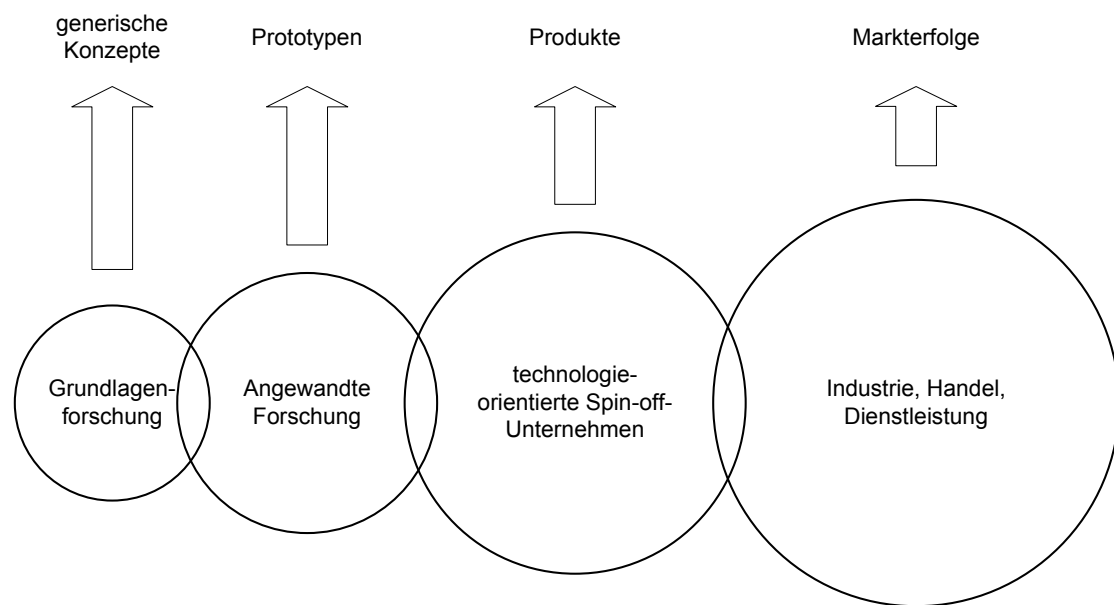 generische
Konzepte
Prototypen
Produkte
Markterfolge
Grundlagen-
forschung
Angewandte
Forschung
technologie-
orientierte Spin-off-
Unternehmen
Industrie, Handel,
Dienstleistung